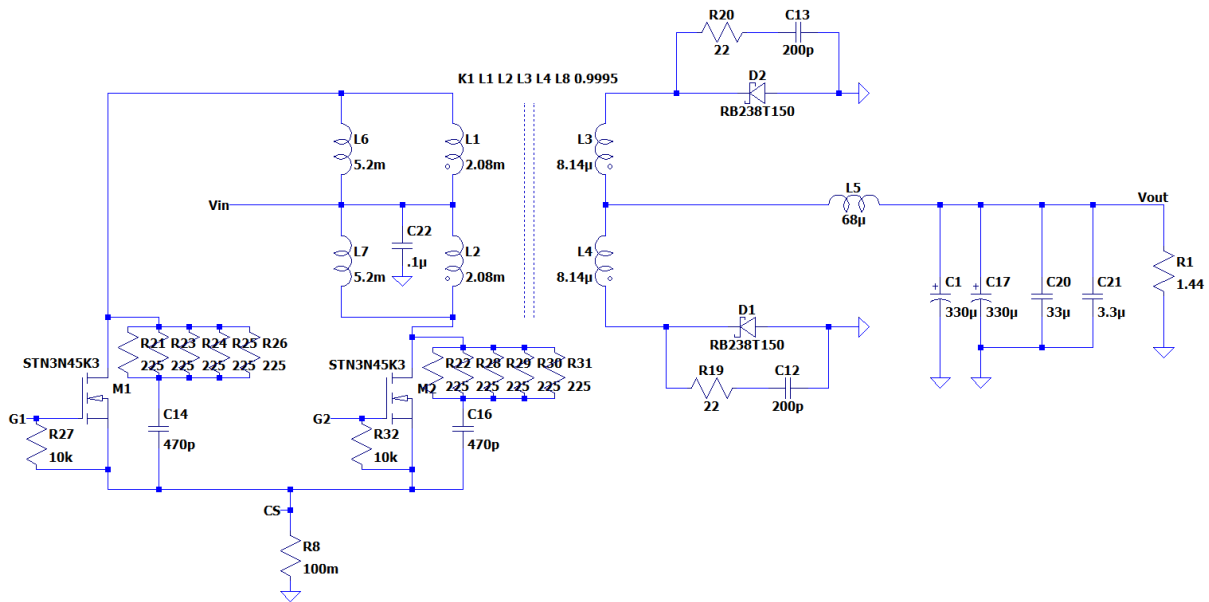 R20
C13
22
200p
D2
RB238T150
K1 L1 L2 L3 L4 L8 0.9995
L6
5.2m
L1
2.08m
L3
8.14µ
Vin
C22
.1µ
L5
68µ
Vout
L7
5.2m
L2
2.08m
L4
8.14µ
R1
1.44
C1
330µ
C17
330µ
C20
33µ
C21
3.3µ
D1
RB238T150
R21 R23 R24 R25 R26
225 225 225 225 225
STN3N45K3
M1
R22 R28 R29 R30 R31
225 225 225 225 225
STN3N45K3
M2
R19
C12
22
200p
G1
R27
10k
C14
470p
G2
R32
10k
C16
470p
CS
R8
100m